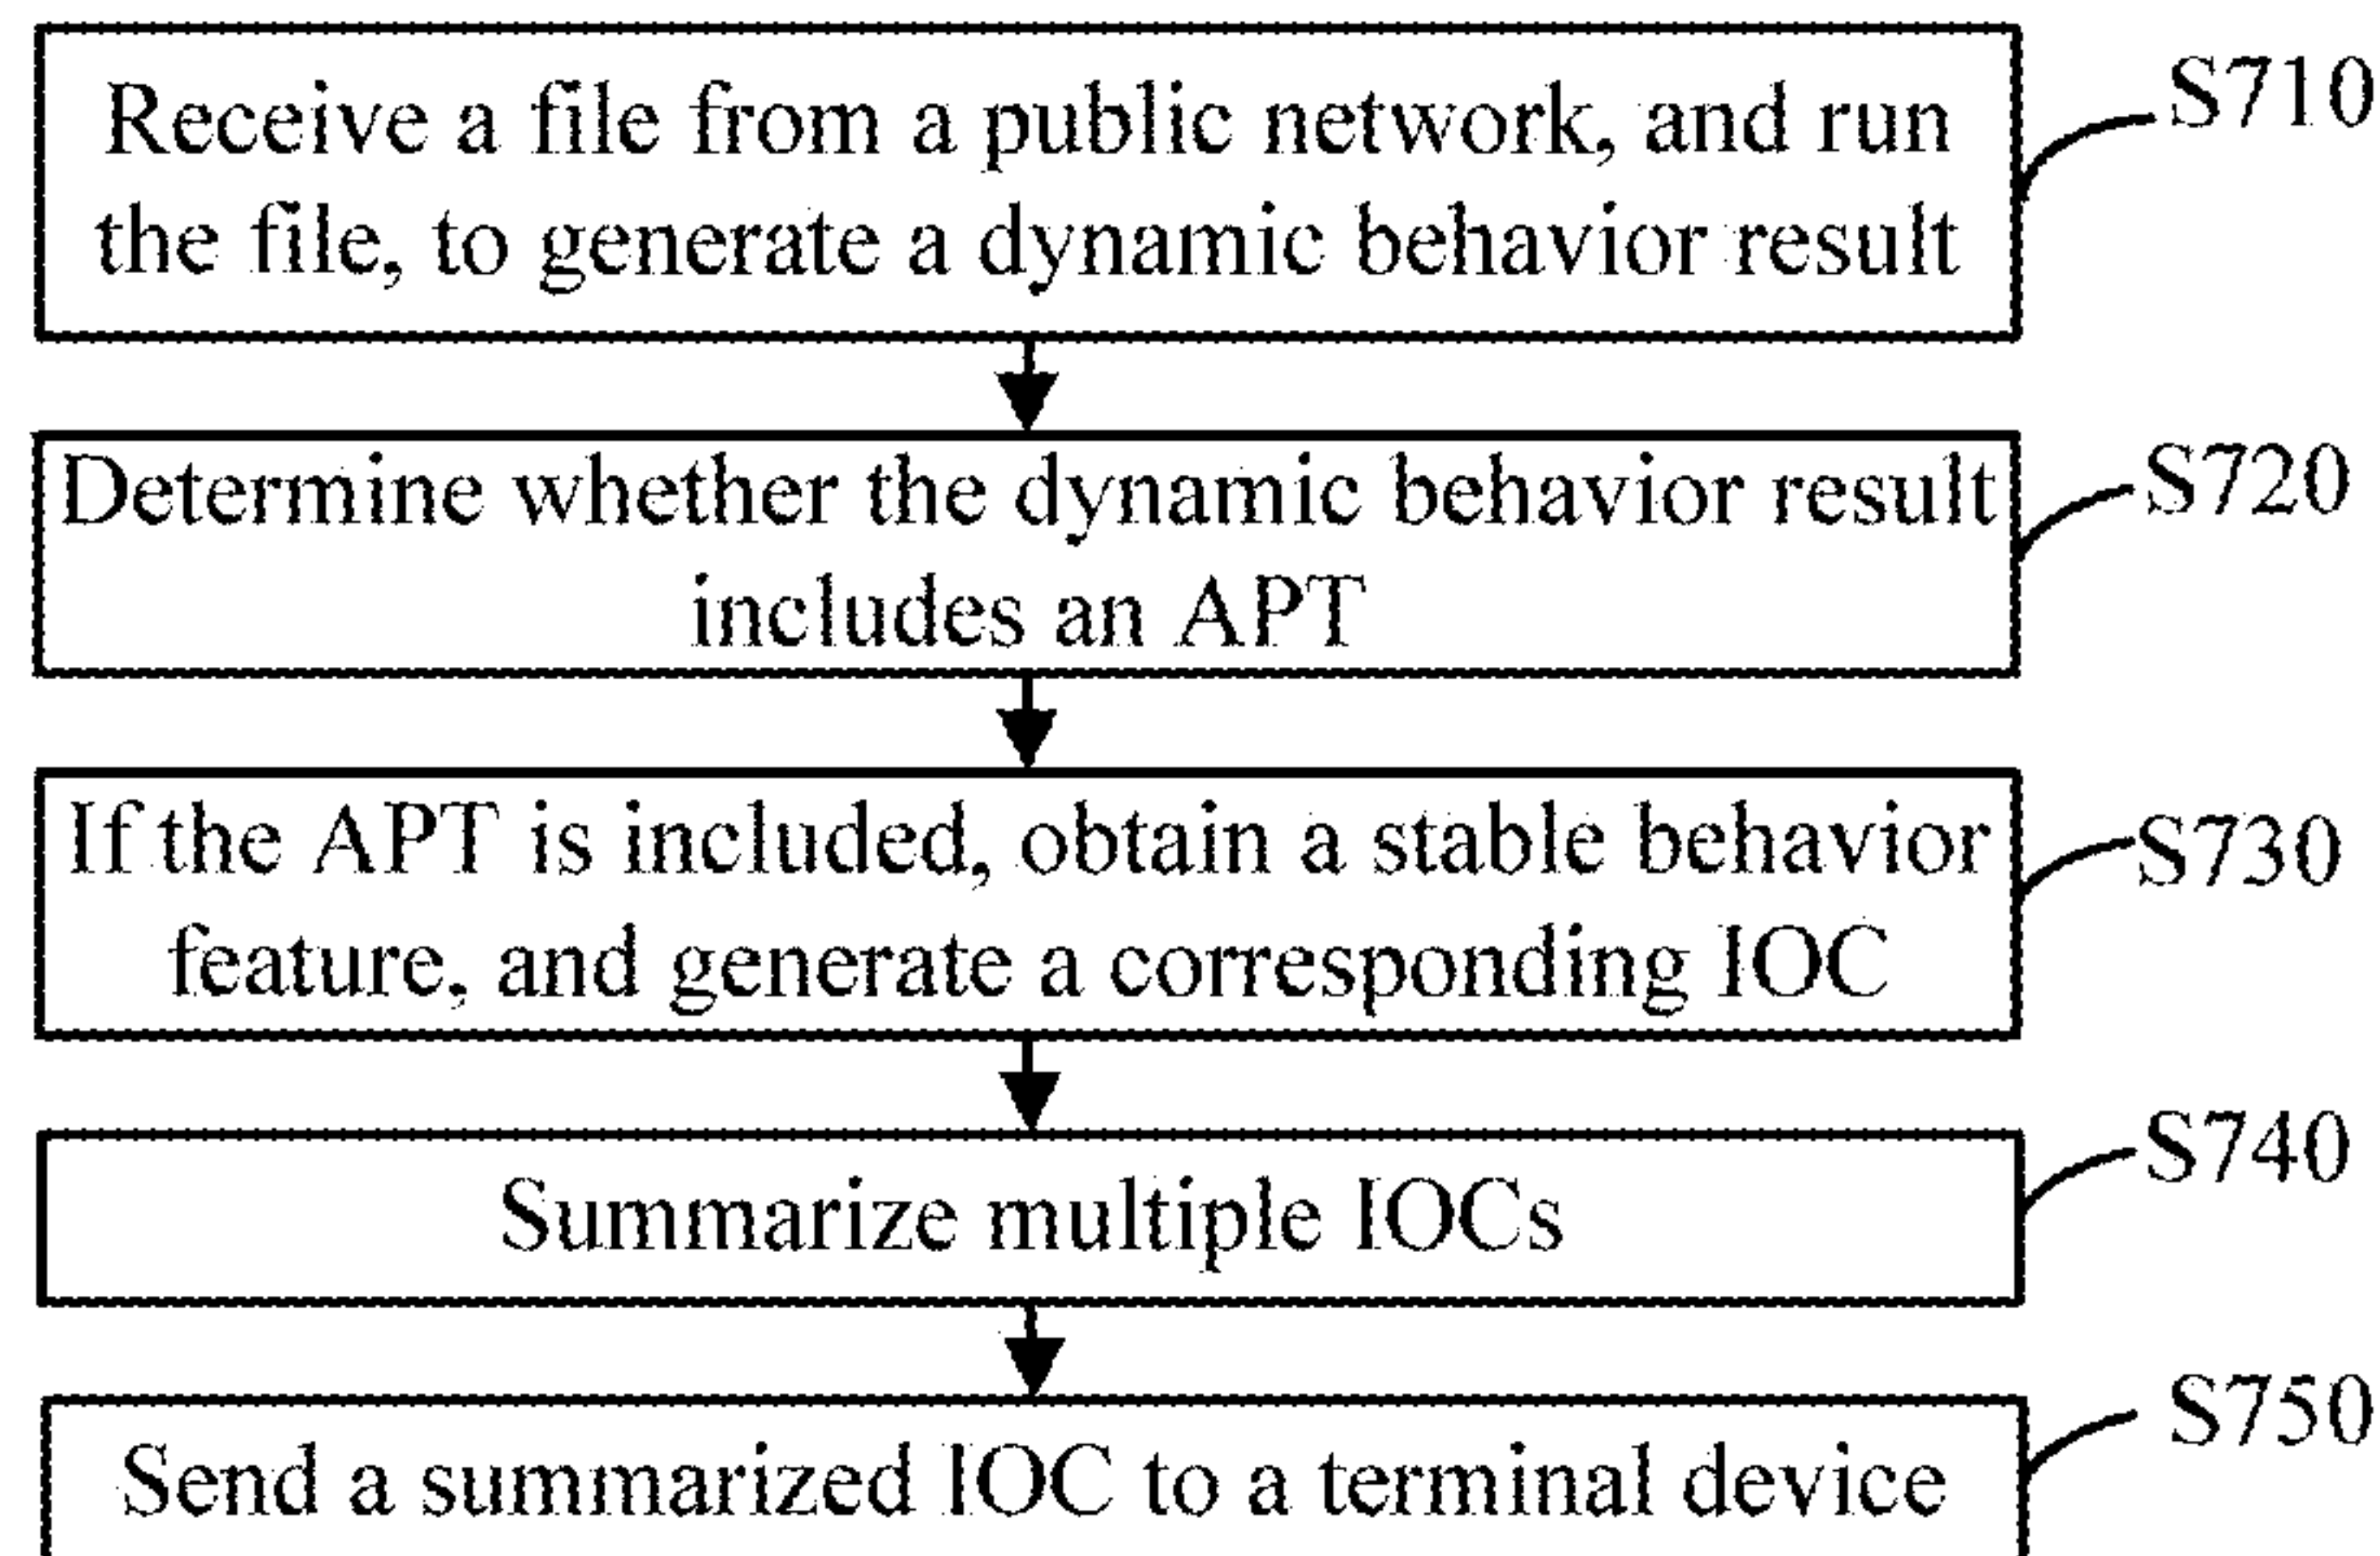 Receive a file from a public network, and run
the file, to generate a dynamic behavior result
S710
Determine whether the dynamic behavior result
includes an APT
S720
If the APT is included, obtain a stable behavior
feature, and generate a corresponding IOC
S730
Summarize multiple IOCs
S740
Send a summarized IOC to a terminal device
S750